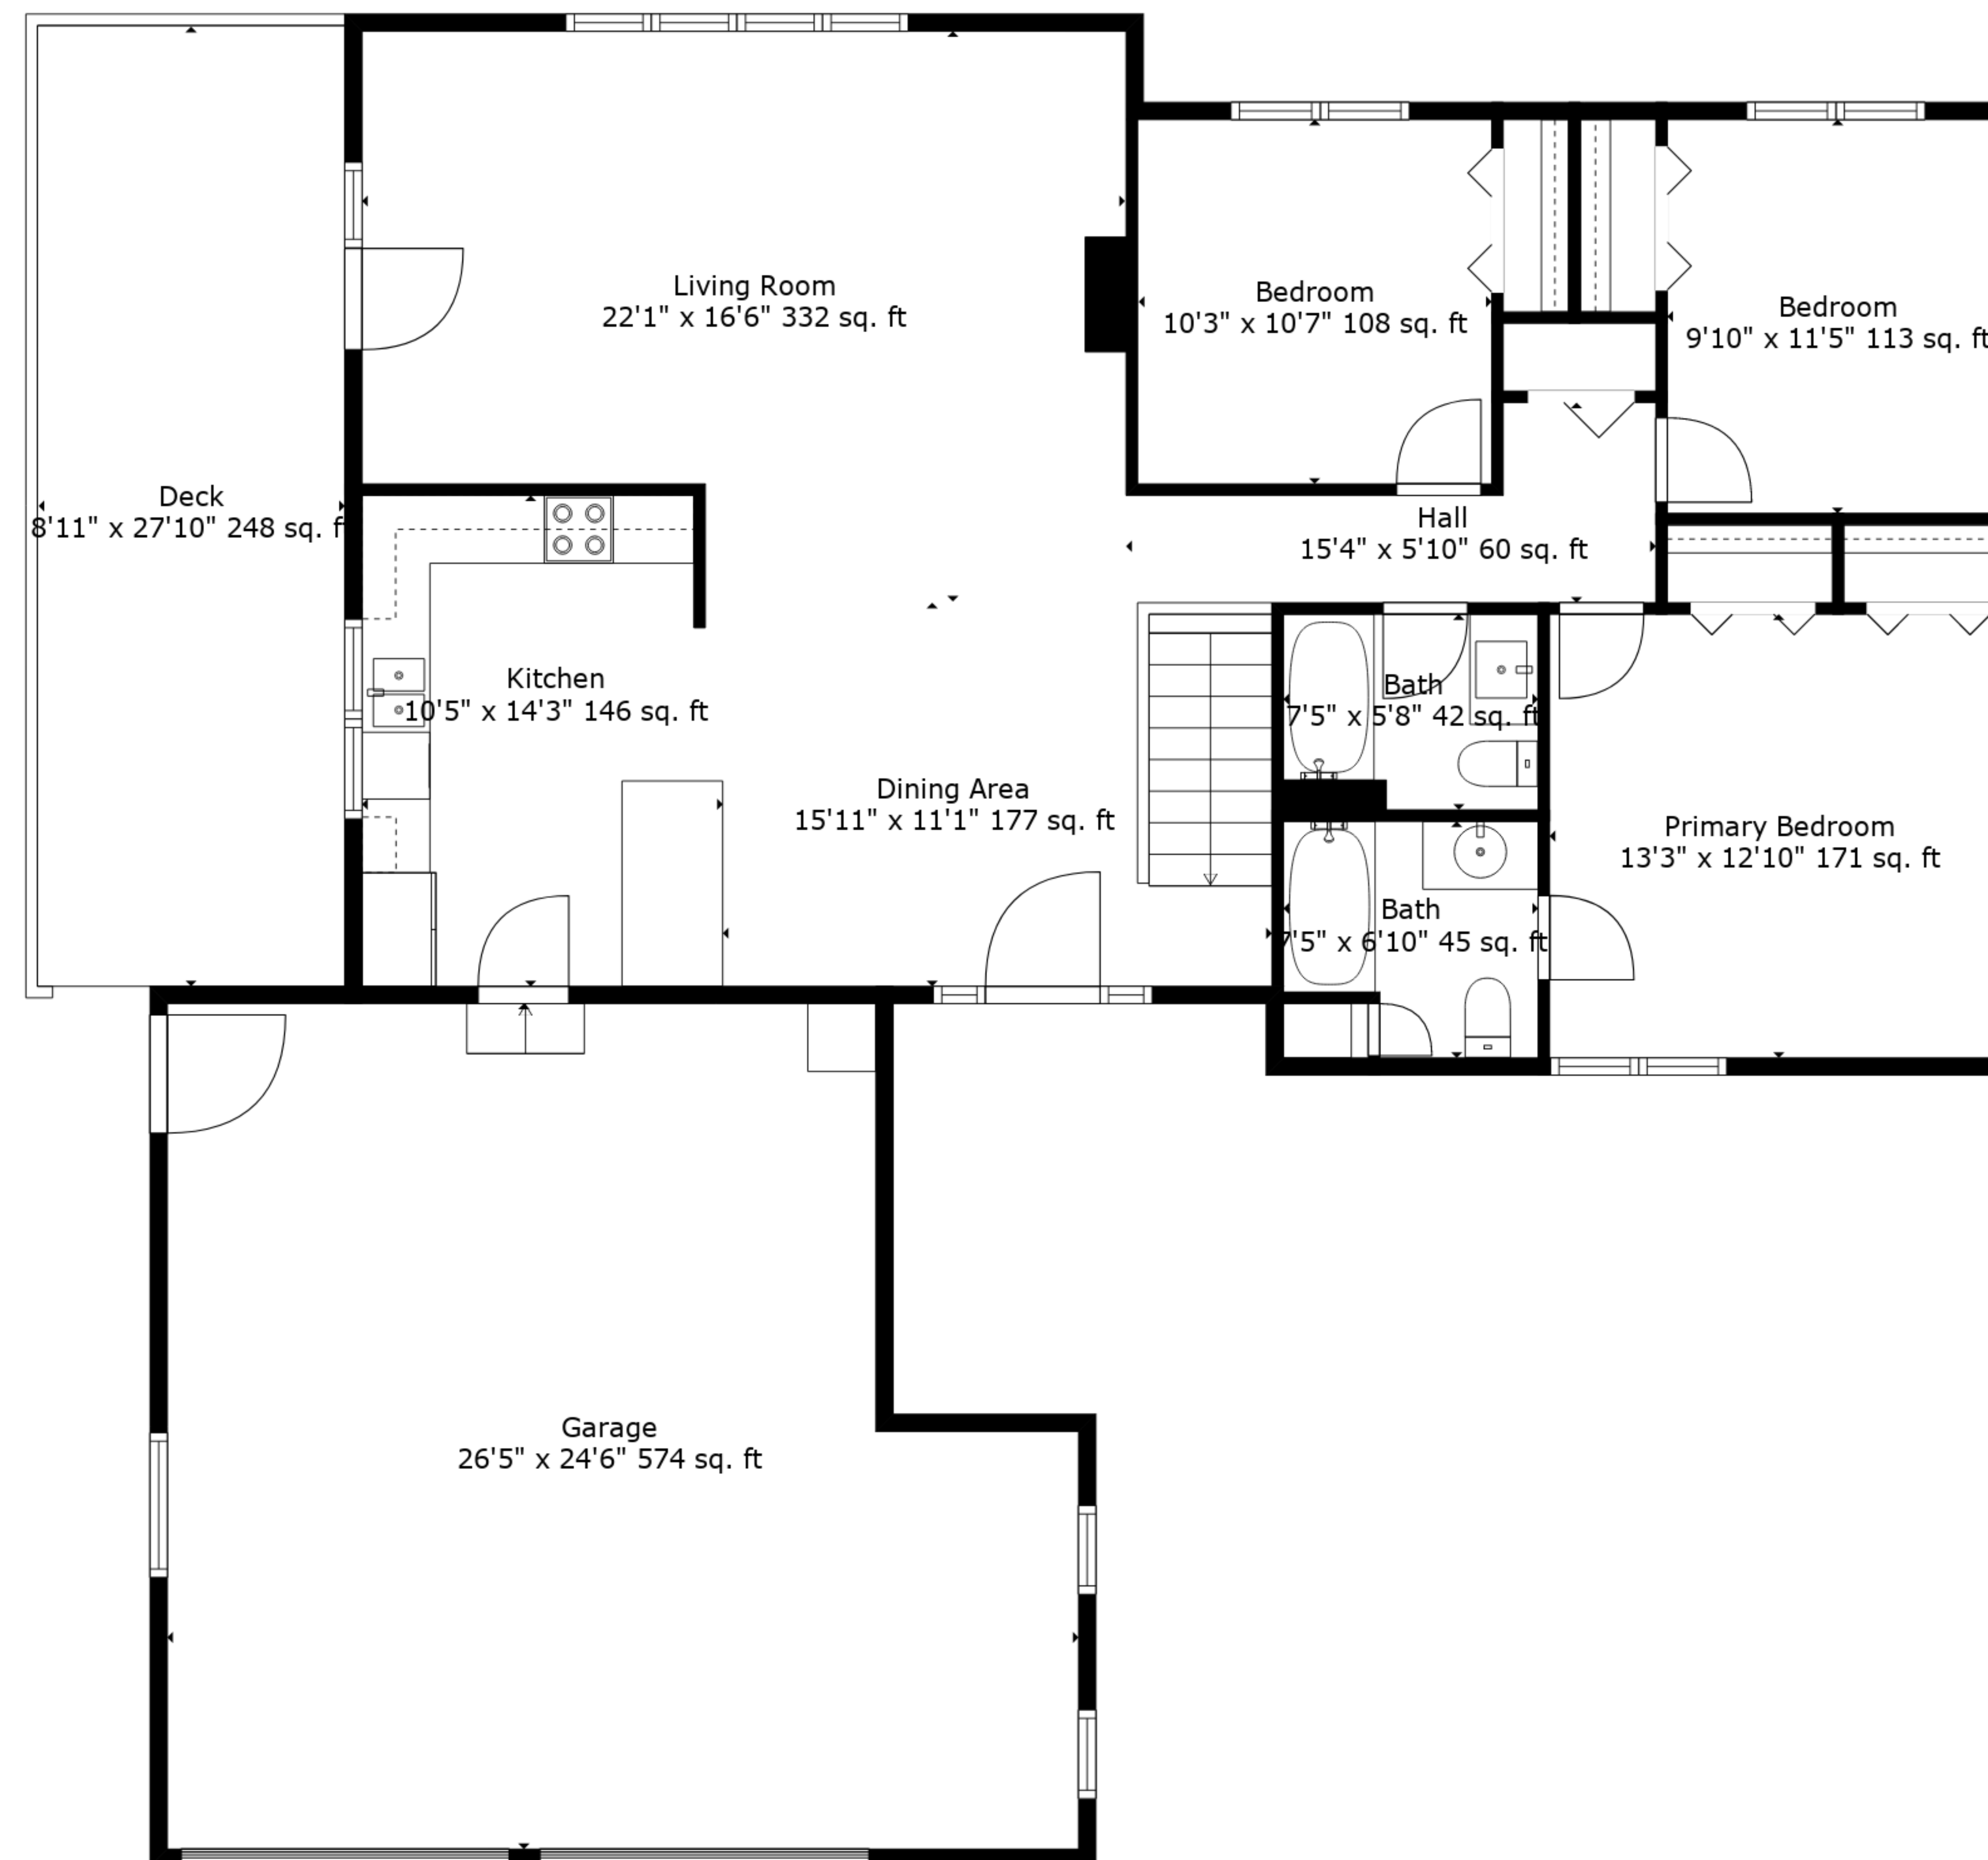 Living Room
22'1" x 16'6" 332 sq. ft
Bedroom
10'3" x 10'7" 108 sq. ft
Bedroom
9'10" x 11'5" 113 sq. ft
Deck
8'11" x 27'10" 248 sq. ft
Hall
15'4" x 5'10" 60 sq. ft
Kitchen
10'5" x 14'3" 146 sq. ft
Bath
7'5" x 5'8" 42 sq. ft
Dining Area
15'11" x 11'1" 177 sq. ft
Primary Bedroom
13'3" x 12'10" 171 sq. ft
Bath
7'5" x 6'10" 45 sq. ft
Garage
26'5" x 24'6" 574 sq. ft